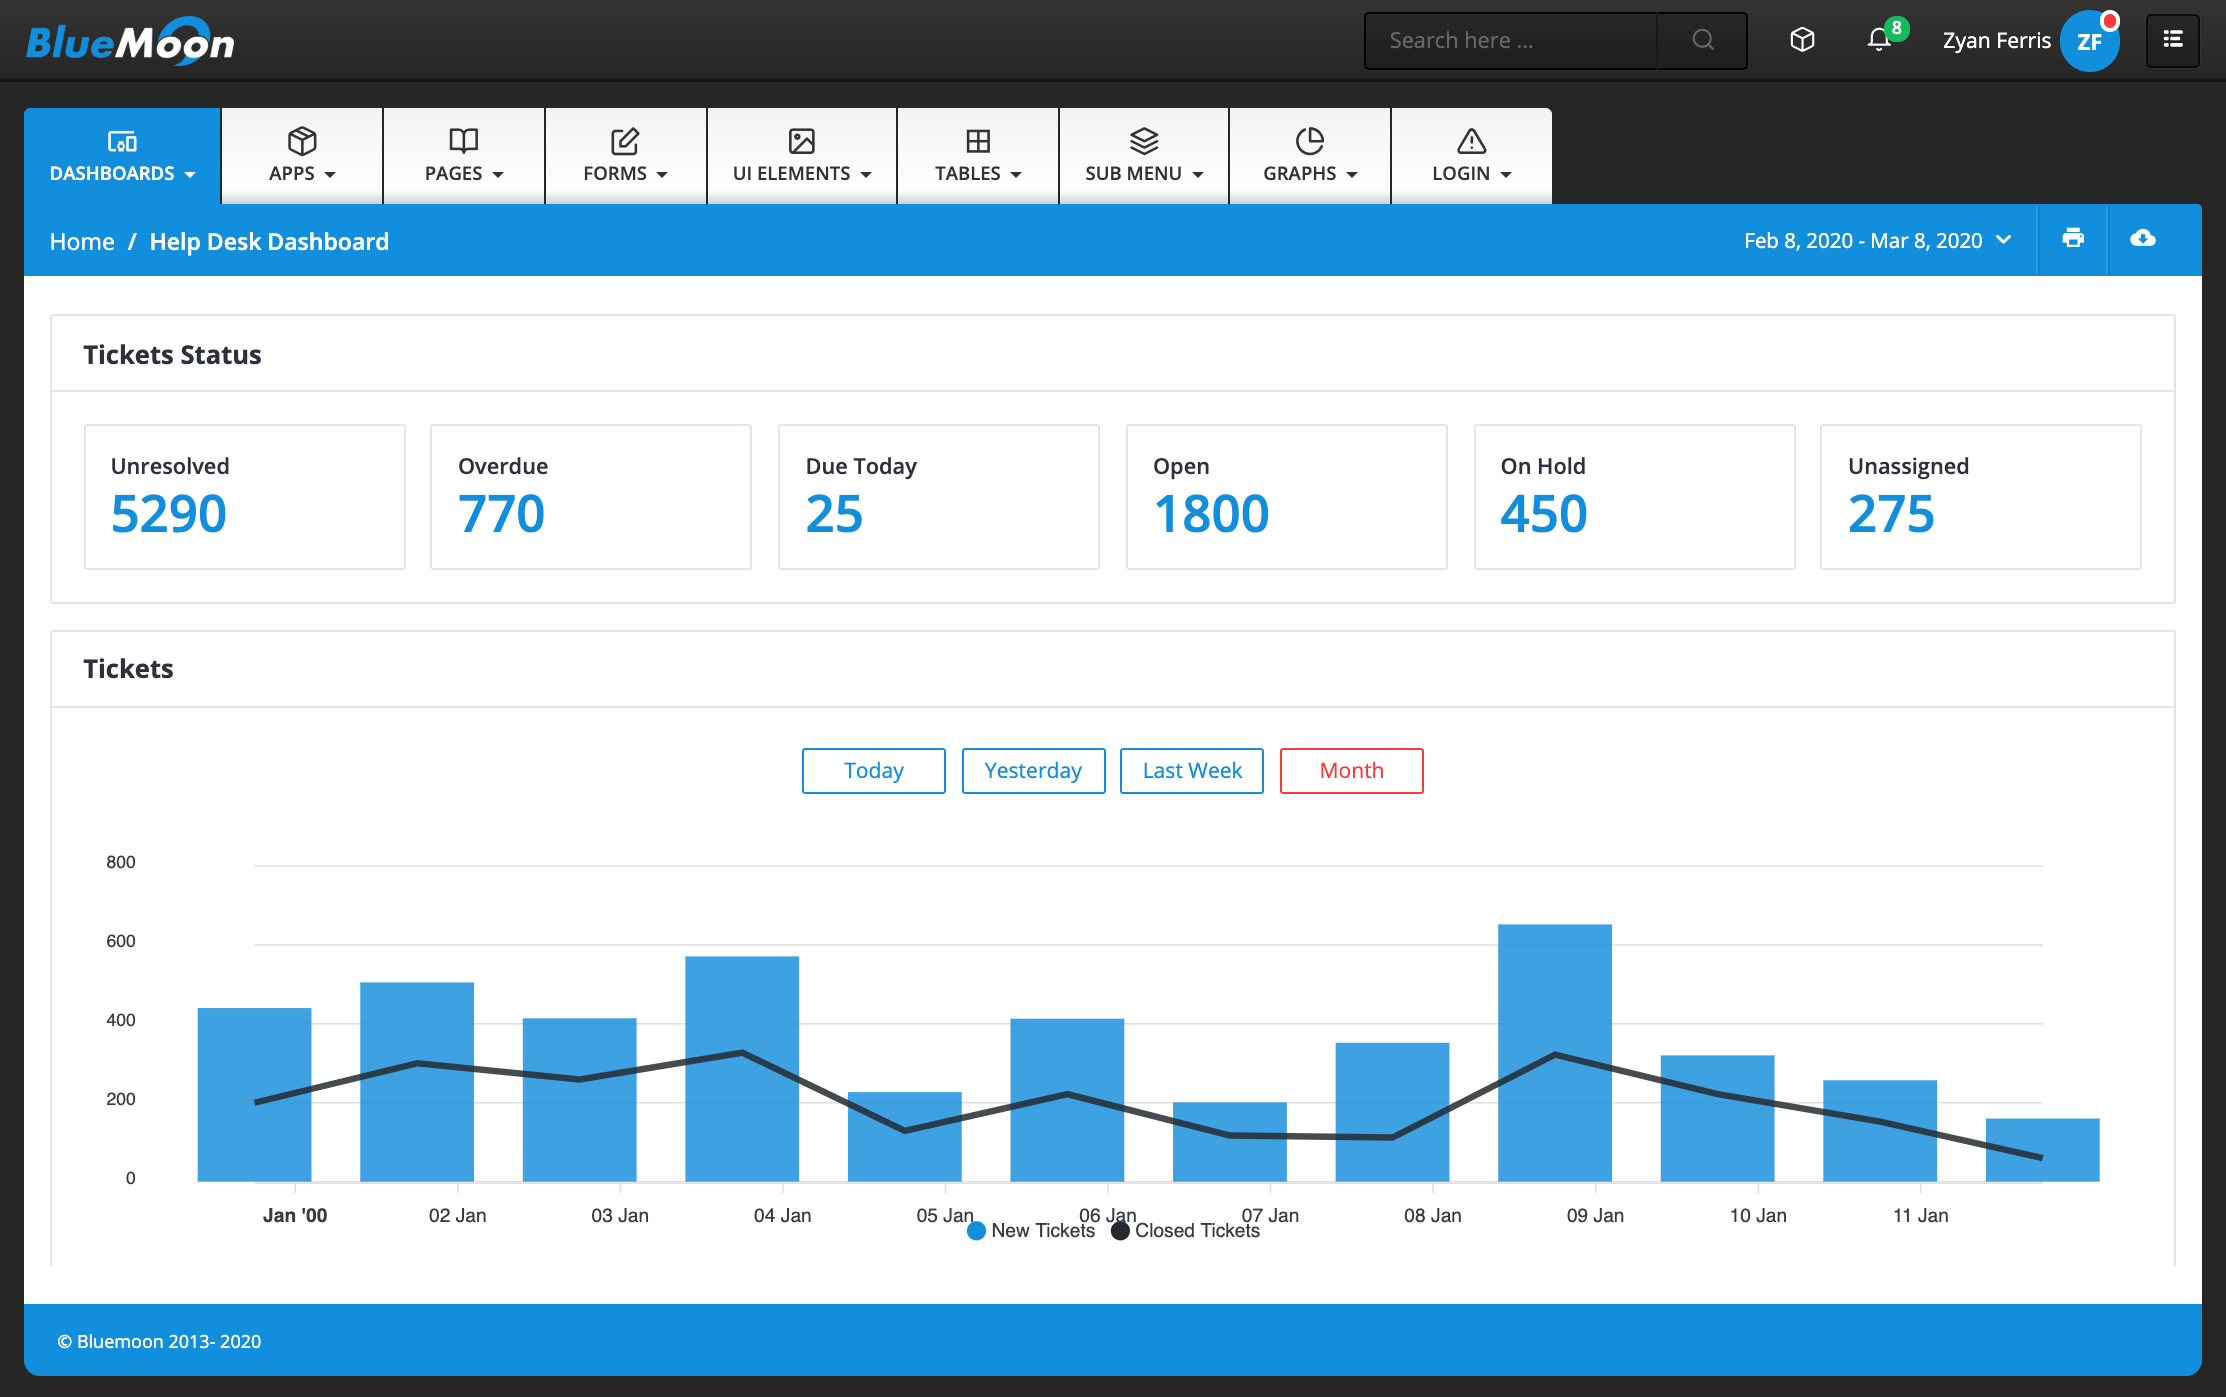 BlueMoon
Search here ...
8
Zyan Ferris
ZF
DASHBOARDS
APPS
PAGES
FORMS
UI ELEMENTS
TABLES
SUB MENU
GRAPHS
LOGIN
Home / Help Desk Dashboard
Feb 8, 2020 - Mar 8, 2020
Tickets Status
Unresolved
5290
Overdue
770
Due Today
25
Open
1800
On Hold
450
Unassigned
275
Tickets
Today
Yesterday
Last Week
Month
800
600
400
200
0
Jan '00
02 Jan
03 Jan
04 Jan
05 Jan
06 Jan
07 Jan
08 Jan
09 Jan
10 Jan
11 Jan
New Tickets
Closed Tickets
© Bluemoon 2013- 2020